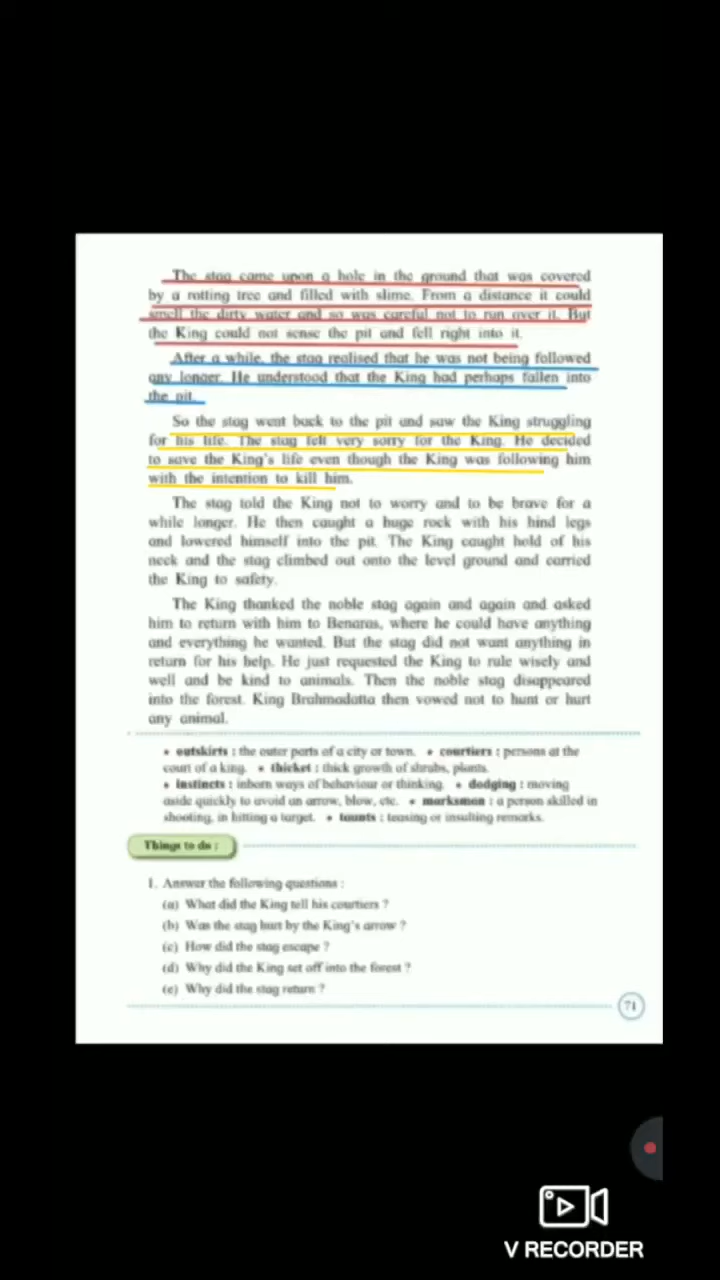 The stag came upon a hole in the ground that was covered
by a rotting tree and filled with slime. From a distance it could
smell the dirty water and so was careful not to run over it. But
the King could not sense the pit and fell right into it.
After a while, the stag realised that he was not being followed
any longer. He understood that the King had perhaps fallen into
the pit.
So the stag went back to the pit and saw the King struggling
for his life. The stag felt very sorry for the King. He decided
to save the King's life even though the King was following him
with the intention to kill him.
The stag told the King not to worry and to be brave for a
while longer. He then caught a huge rock with his hind legs
and lowered himself into the pit. The King caught hold of his
neck and the stag climbed out onto the level ground and carried
the King to safety.
The King thanked the noble stag again and again and asked
him to return with him to Benaras, where he could have anything
and everything he wanted. But the stag did not want anything in
return for his help. He just requested the King to rule wisely and
well and be kind to animals. Then the noble stag disappeared
into the forest. King Brahmadatta then vowed not to hunt or hurt
any animal.
• outskirts : the outer parts of a city or town. • courtiers : persons at the
court of a king. • thicket : thick growth of shrubs, plants.
• instincts : inborn ways of behaviour or thinking. • dodging : moving
aside quickly to avoid an arrow, blow, etc. • marksman : a person skilled in
shooting, in hitting a target. • taunts : teasing or insulting remarks.
Things to do :
1. Answer the following questions :
(a) What did the King tell his courtiers ?
(b) Was the stag hurt by the King's arrow ?
(c) How did the stag escape ?
(d) Why did the King set off into the forest ?
(e) Why did the stag return ?
71
V RECORDER